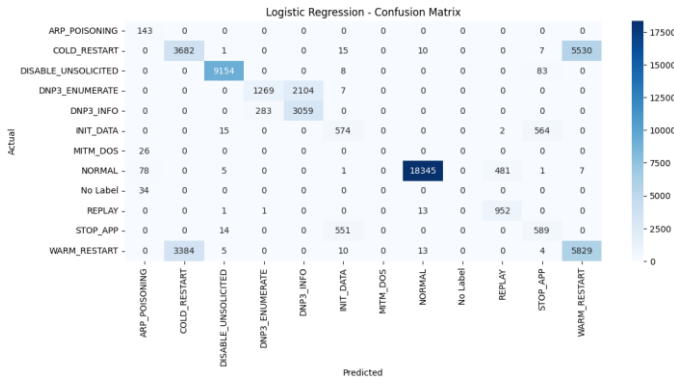 Logistic Regression - Confusion Matrix
ARP_POISONING 143 0 0 0 0 0 0 0 0 0 0 0
COLD_RESTART 0 3682 1 0 0 15 0 10 0 0 7 5530
DISABLE_UNSOLICITED 0 0 9154 0 0 8 0 0 0 0 83 0
DNP3_ENUMERATE 0 0 0 1269 2104 7 0 0 0 0 0 0
DNP3_INFO 0 0 0 283 3059 0 0 0 0 0 0 0
INIT_DATA 0 0 15 0 0 574 0 0 0 2 564 0
MITM_DOS 26 0 0 0 0 0 0 0 0 0 0 0
NORMAL 78 0 5 0 0 1 0 18345 0 481 1 7
No Label 34 0 0 0 0 0 0 0 0 0 0 0
REPLAY 0 0 1 1 0 0 0 13 0 952 0 0
STOP_APP 0 0 14 0 0 551 0 0 0 0 589 0
WARM_RESTART 0 3384 5 0 0 10 0 13 0 0 4 5829
Actual
ARP_POISONING
COLD_RESTART
DISABLE_UNSOLICITED
DNP3_ENUMERATE
DNP3_INFO
INIT_DATA
MITM_DOS
NORMAL
No Label
REPLAY
STOP_APP
WARM_RESTART
Predicted
17500
15000
12500
10000
7500
5000
2500
0